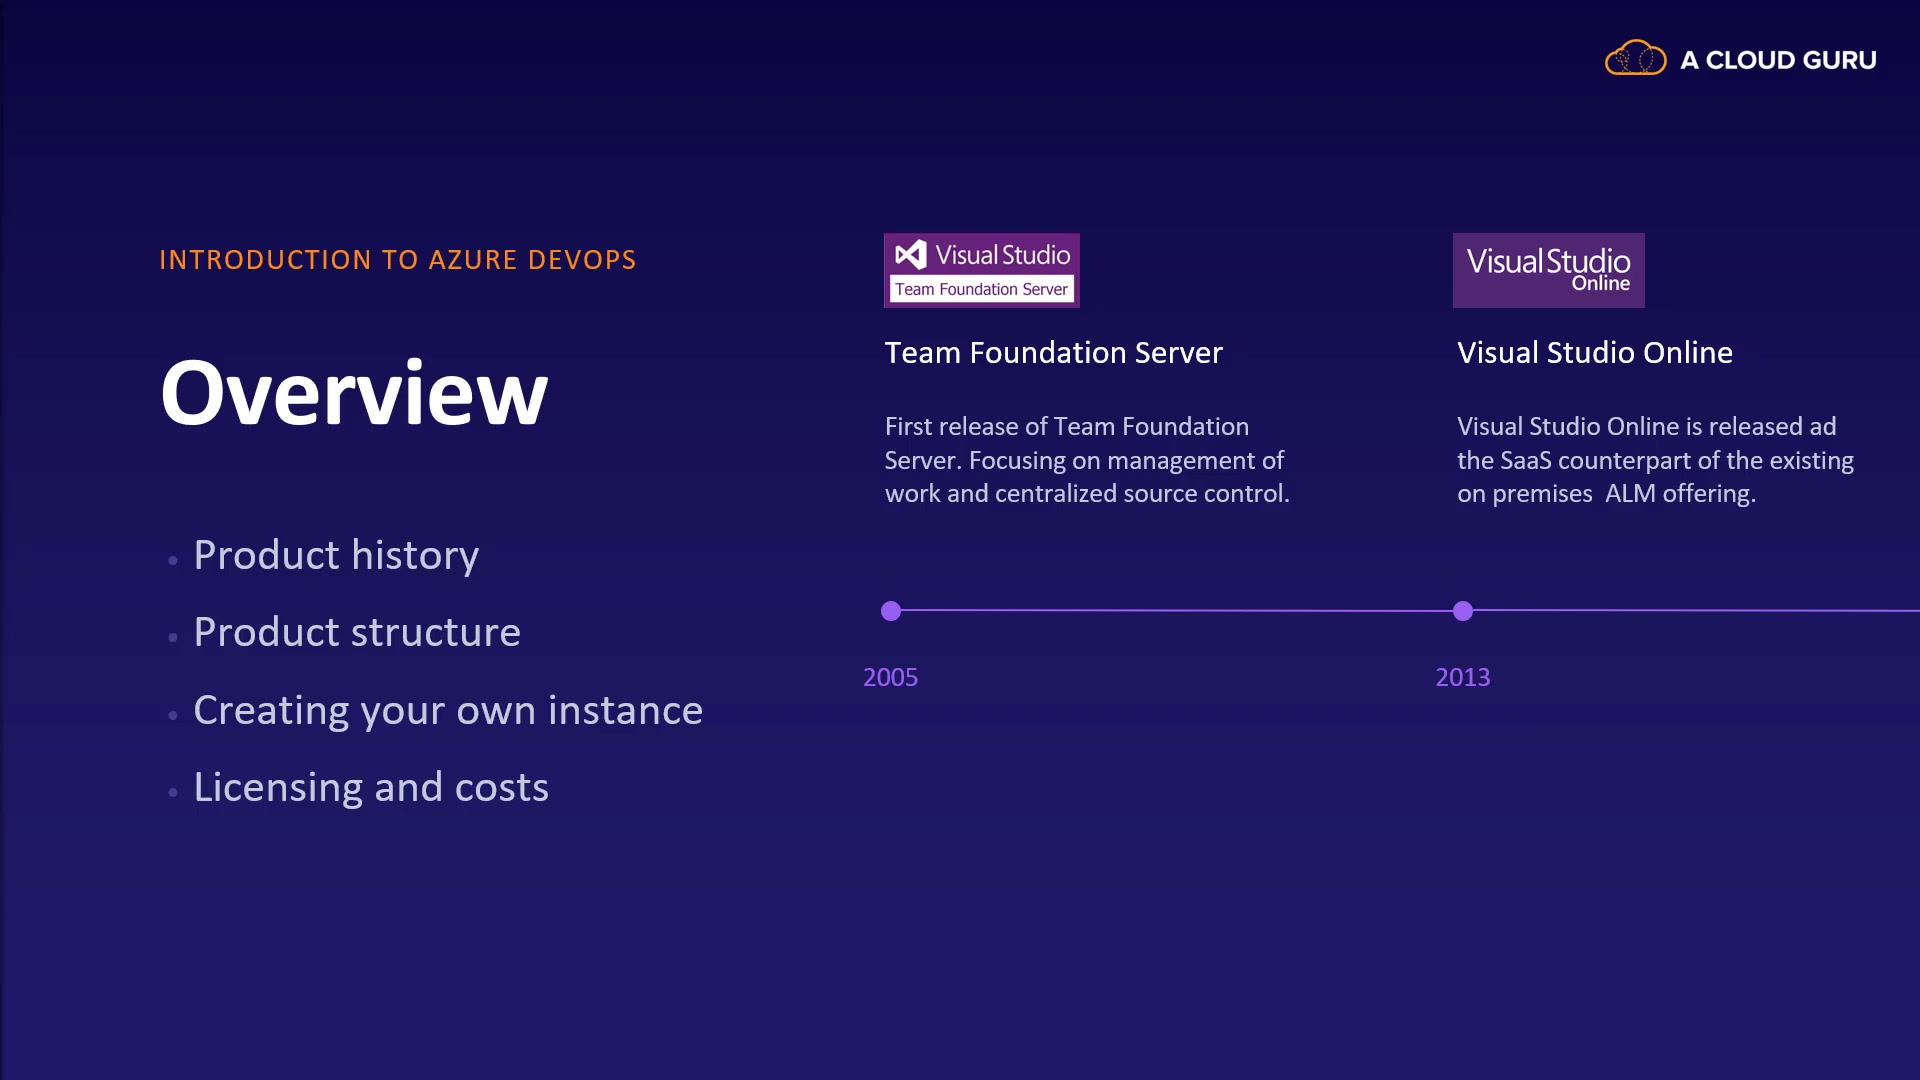 A CLOUD GURU
INTRODUCTION TO AZURE DEVOPS
Overview
Product history
Product structure
Creating your own instance
Licensing and costs
Visual Studio
Team Foundation Server
Team Foundation Server
First release of Team Foundation
Server. Focusing on management of
work and centralized source control.
2005
Visual Studio
Online
Visual Studio Online
Visual Studio Online is released ad
the SaaS counterpart of the existing
on premises  ALM offering.
2013